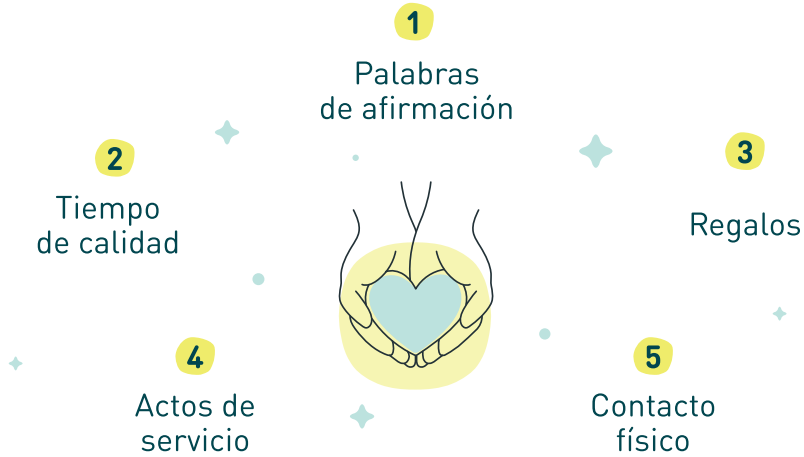 1
Palabras
de afirmación
2
Tiempo
de calidad
3
Regalos
4
Actos de
servicio
5
Contacto
físico